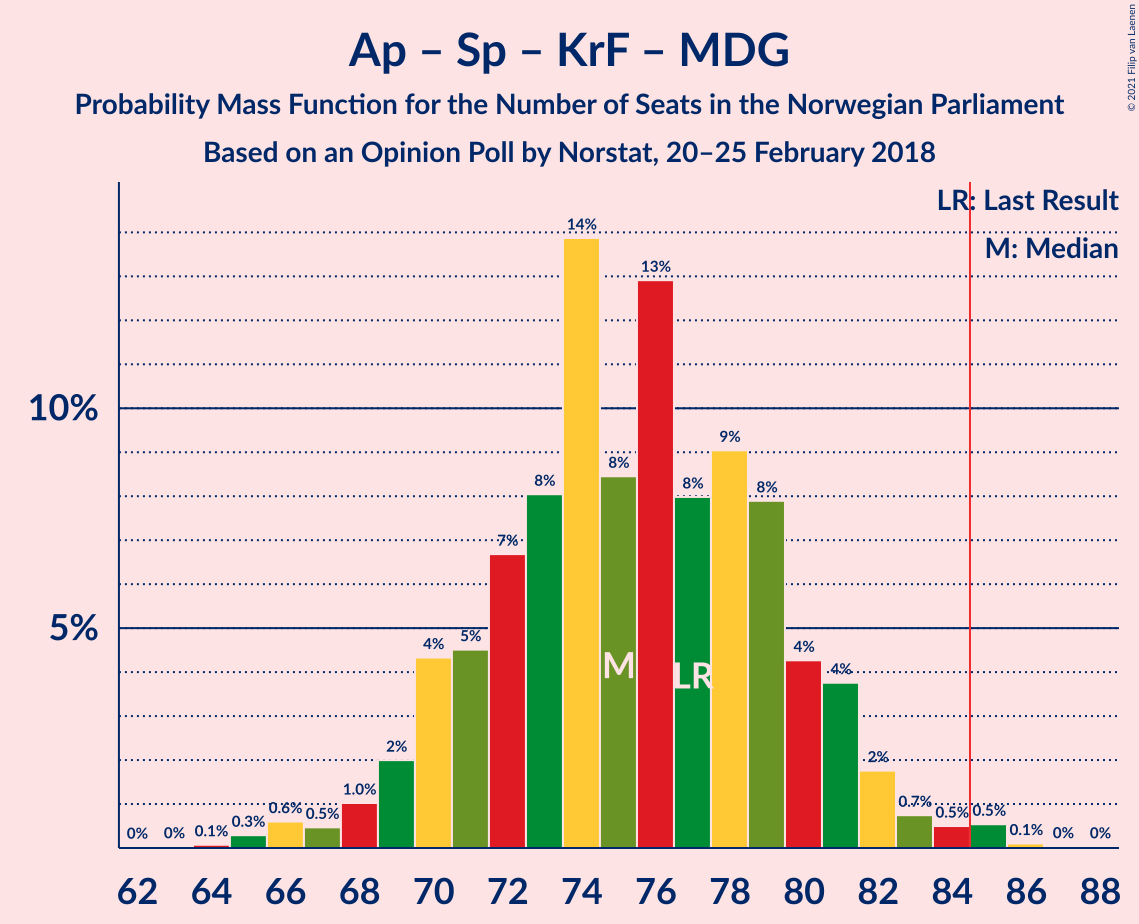 Ap – Sp – KrF – MDG
Probability Mass Function for the Number of Seats in the Norwegian Parliament
Based on an Opinion Poll by Norstat, 20–25 February 2018
© 2021 Filip van Laenen
LR: Last Result
M: Median
10%
5%
0% 0% 0.1% 0.3% 0.6% 0.5% 1.0% 2% 4% 5% 7% 8% 14% 8% 13% 8% 9% 8% 4% 4% 2% 0.7% 0.5% 0.5% 0.1% 0% 0%
M LR
62 64 66 68 70 72 74 76 78 80 82 84 86 88